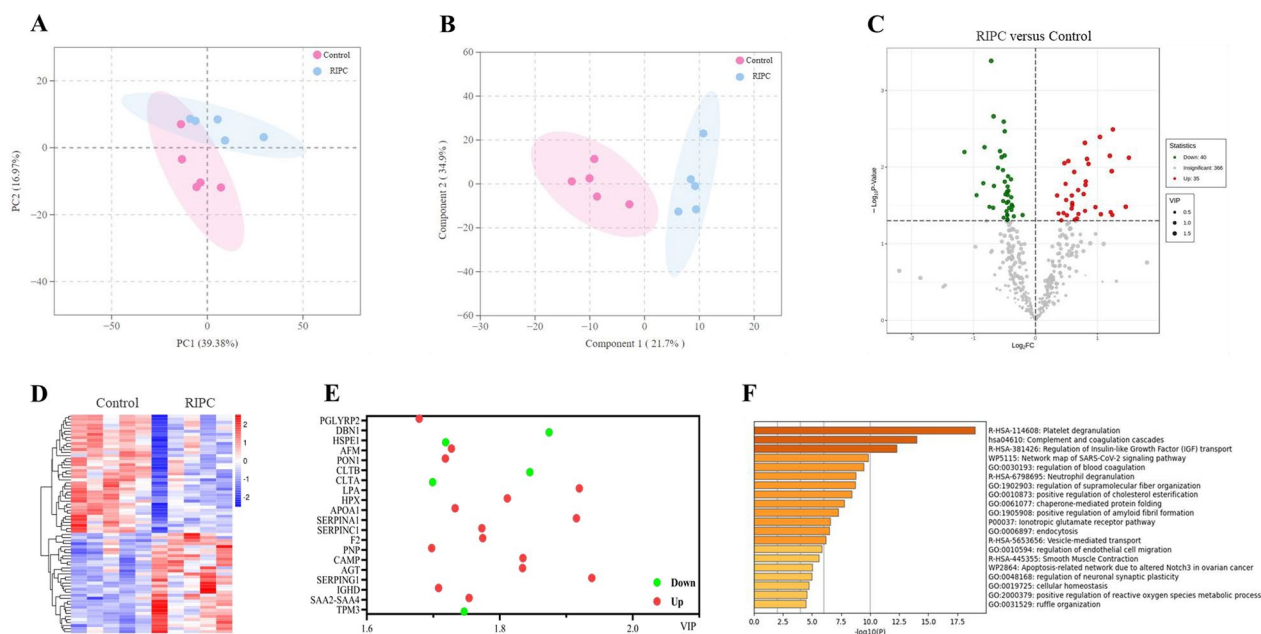 A
Control
RIPC
20
0
−20
−40
−50
0
50
PC2 (16.97%)
PC1 (39.38%)
B
Control
RIPC
60
40
20
0
−20
−40
−60
−30
−20
−10
0
10
20
Component 2 ( 34.9%)
Component 1 ( 21.7% )
C
RIPC versus Control
3
2
1
0
-2
-1
0
1
− Log₁₀P-Value
Log₂FC
Statistics
Down: 40
Insignificant: 366
Up: 35
VIP
0.5
1.0
1.5
D
Control
RIPC
2
1
0
-1
-2
E
PGLYRP2
DBN1
HSPE1
AFM
PON1
CLTB
CLTA
LPA
HPX
APOA1
SERPINA1
SERPINC1
F2
PNP
CAMP
AGT
SERPING1
IGHD
SAA2-SAA4
TPM3
Down
Up
1.6
1.8
VIP
2.0
F
R-HSA-114608: Platelet degranulation
hsa04610: Complement and coagulation cascades
R-HSA-381426: Regulation of Insulin-like Growth Factor (IGF) transport
WP5115: Network map of SARS-CoV-2 signaling pathway
GO:0030193: regulation of blood coagulation
R-HSA-6798695: Neutrophil degranulation
GO:1902903: regulation of supramolecular fiber organization
GO:0010873: positive regulation of cholesterol esterification
GO:0061077: chaperone-mediated protein folding
GO:1905908: positive regulation of amyloid fibril formation
P00037: Ionotropic glutamate receptor pathway
GO:0006897: endocytosis
R-HSA-5653656: Vesicle-mediated transport
GO:0010594: regulation of endothelial cell migration
R-HSA-445355: Smooth Muscle Contraction
WP2864: Apoptosis-related network due to altered Notch3 in ovarian cancer
GO:0048168: regulation of neuronal synaptic plasticity
GO:0019725: cellular homeostasis
GO:2000379: positive regulation of reactive oxygen species metabolic process
GO:0031529: ruffle organization
0.0
2.5
5.0
7.5
10.0
12.5
15.0
17.5
-log10(P)